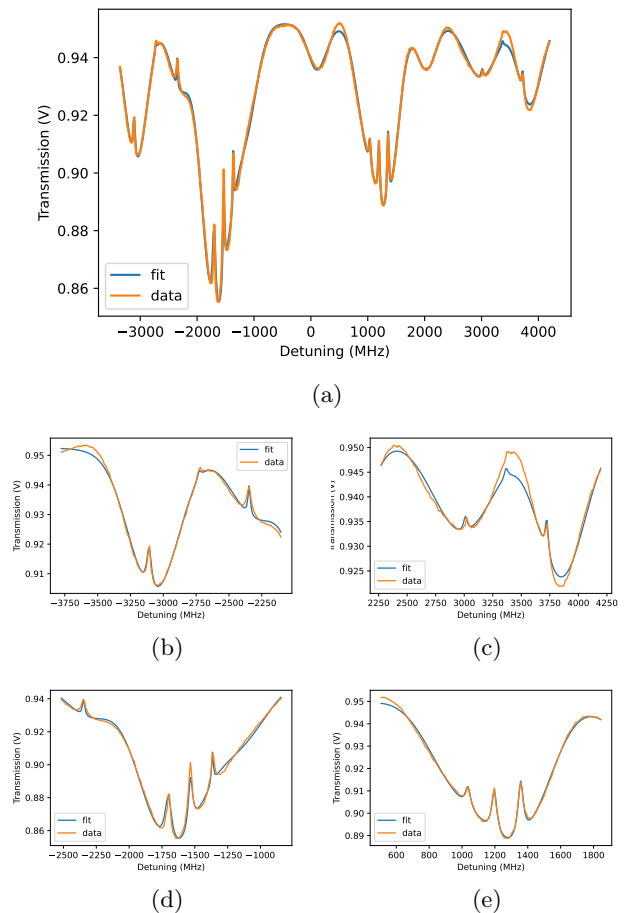 0.94
0.92
0.90
0.88
0.86
Transmission (V)
fit
data
−3000 −2000 −1000 0 1000 2000 3000 4000
Detuning (MHz)
(a)
0.95
0.94
0.93
0.92
0.91
Transmission (V)
fit
data
−3750 −3500 −3250 −3000 −2750 −2500 −2250
Detuning (MHz)
(b)
0.950
0.945
0.940
0.935
0.930
0.925
Transmission (V)
fit
data
2250 2500 2750 3000 3250 3500 3750 4000 4250
Detuning (MHz)
(c)
0.94
0.92
0.90
0.88
0.86
Transmission (V)
fit
data
−2500 −2250 −2000 −1750 −1500 −1250 −1000
Detuning (MHz)
(d)
0.95
0.94
0.93
0.92
0.91
0.90
0.89
Transmission (V)
fit
data
600 800 1000 1200 1400 1600 1800
Detuning (MHz)
(e)